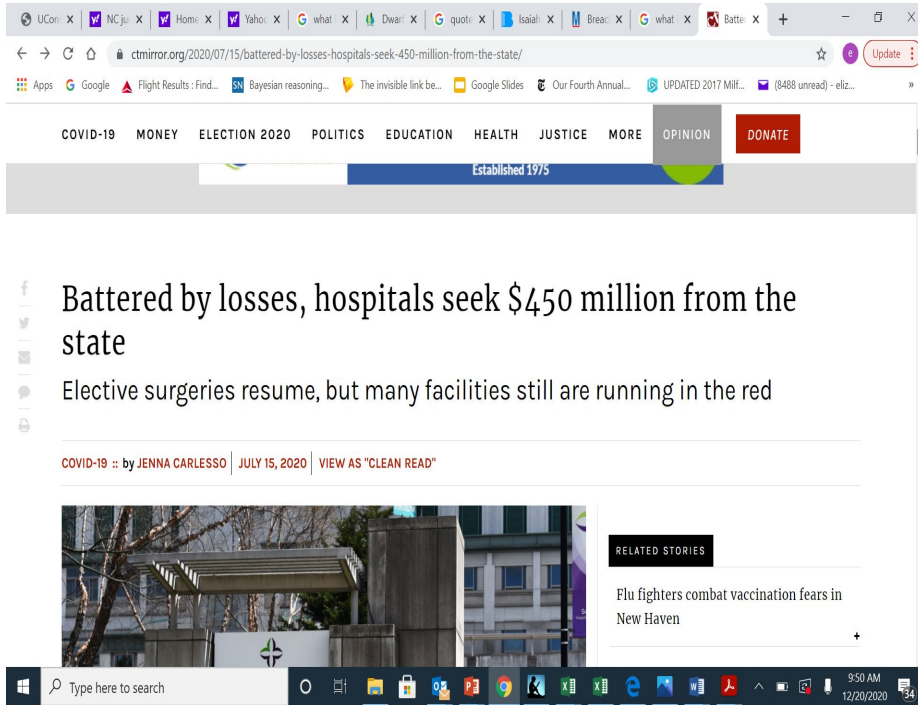 UCon NC ju Home Yahoo what Dwarf quote Isaiah Breac what Batter
ctmirror.org/2020/07/15/battered-by-losses-hospitals-seek-450-million-from-the-state/ e Update
Apps Google Flight Results : Find... SN Bayesian reasoning... The invisible link be... Google Slides Our Fourth Annual... UPDATED 2017 Milf... (8488 unread) - eliz... »
COVID-19 MONEY ELECTION 2020 POLITICS EDUCATION HEALTH JUSTICE MORE OPINION DONATE
Established 1975
Battered by losses, hospitals seek $450 million from the
state
Elective surgeries resume, but many facilities still are running in the red
COVID-19 :: by JENNA CARLESSO JULY 15, 2020 VIEW AS "CLEAN READ"
RELATED STORIES
Flu fighters combat vaccination fears in
New Haven
+
Type here to search
9:50 AM
12/20/2020
34